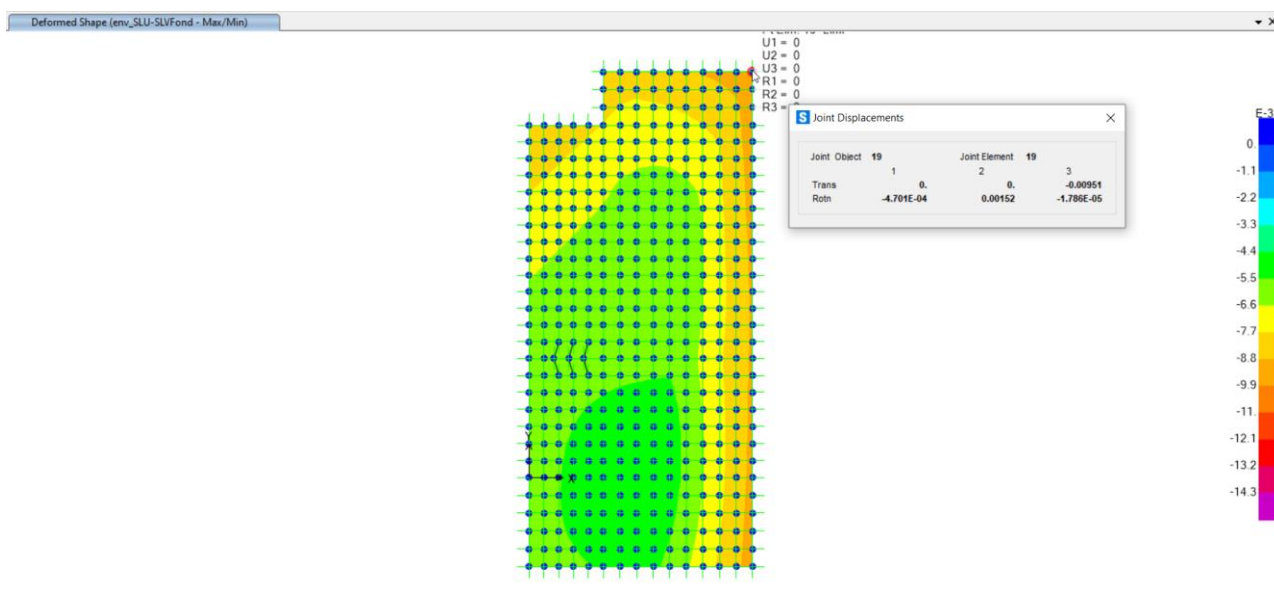 Deformed Shape (env_SLU-SLVFond - Max/Min)
U1 = 0
U2 = 0
U3 = 0
R1 = 0
R2 = 0
R3 = 0
S Joint Displacements
Joint Object 19 Joint Element 19
1 2 3
Trans 0. 0. -0.00951
Rotn -4.701E-04 0.00152 -1.786E-05
E-3
0.
-1.1
-2.2
-3.3
-4.4
-5.5
-6.6
-7.7
-8.8
-9.9
-11.
-12.1
-13.2
-14.3
Y
X